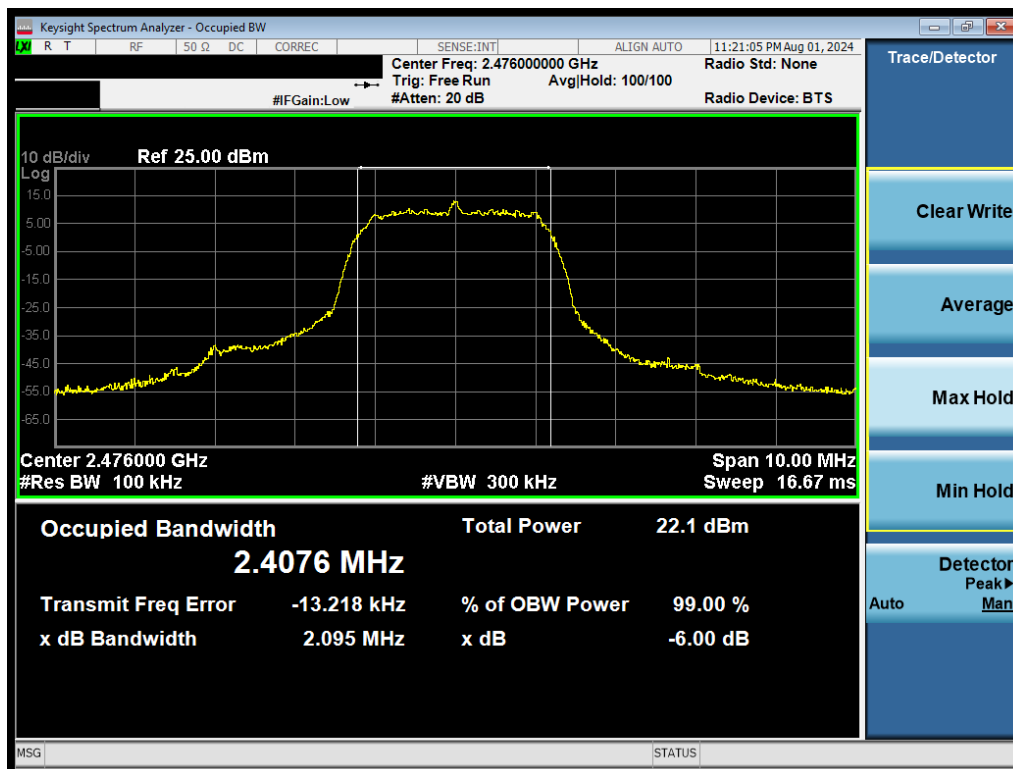 Keysight Spectrum Analyzer - Occupied BW
LXI R T RF 50 Ω DC CORREC SENSE:INT ALIGN AUTO 11:21:05 PM Aug 01, 2024
Center Freq: 2.476000000 GHz Radio Std: None
Trig: Free Run Avg|Hold: 100/100
#IFGain:Low #Atten: 20 dB Radio Device: BTS
10 dB/div Ref 25.00 dBm
Log
15.0
5.00
-5.00
-15.0
-25.0
-35.0
-45.0
-55.0
-65.0
Center 2.476000 GHz Span 10.00 MHz
#Res BW 100 kHz #VBW 300 kHz Sweep 16.67 ms
Occupied Bandwidth Total Power 22.1 dBm
2.4076 MHz
Transmit Freq Error -13.218 kHz % of OBW Power 99.00 %
x dB Bandwidth 2.095 MHz x dB -6.00 dB
MSG STATUS
Trace/Detector
Clear Write
Average
Max Hold
Min Hold
Detector
Peak▶
Auto Man